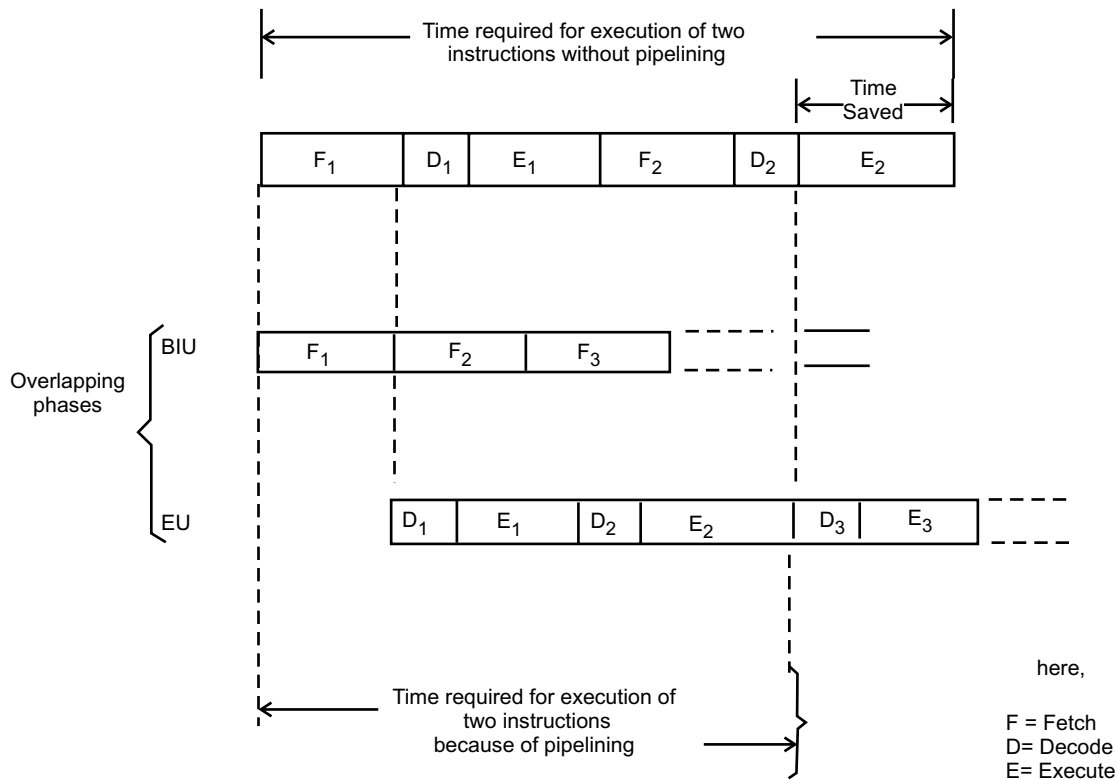 Time required for execution of two
instructions without pipelining
Time
Saved
F1 D1 E1 F2 D2 E2
BIU
F1 F2 F3
Overlapping
phases
EU
D1 E1 D2 E2 D3 E3
Time required for execution of
two instructions
because of pipelining
here,
F = Fetch
D= Decode
E= Execute